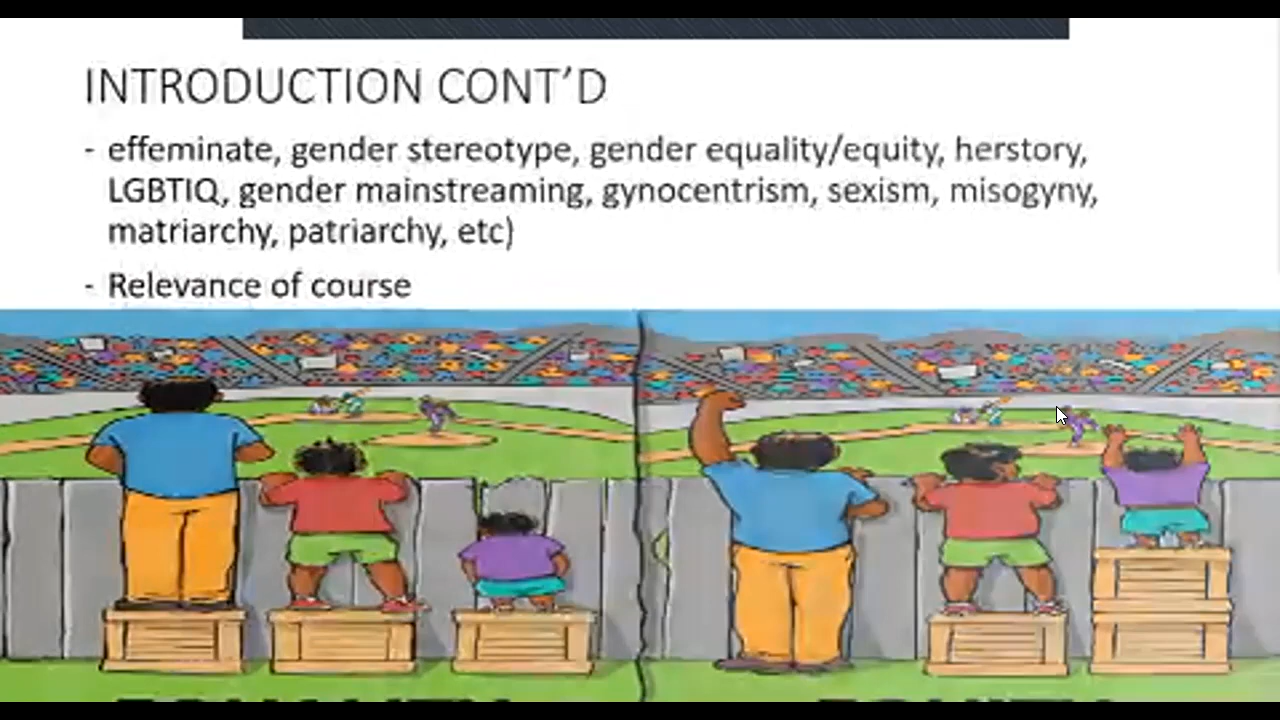 INTRODUCTION CONT’D
- effeminate, gender stereotype, gender equality/equity, herstory,
LGBTIQ, gender mainstreaming, gynocentrism, sexism, misogyny,
matriarchy, patriarchy, etc)
- Relevance of course